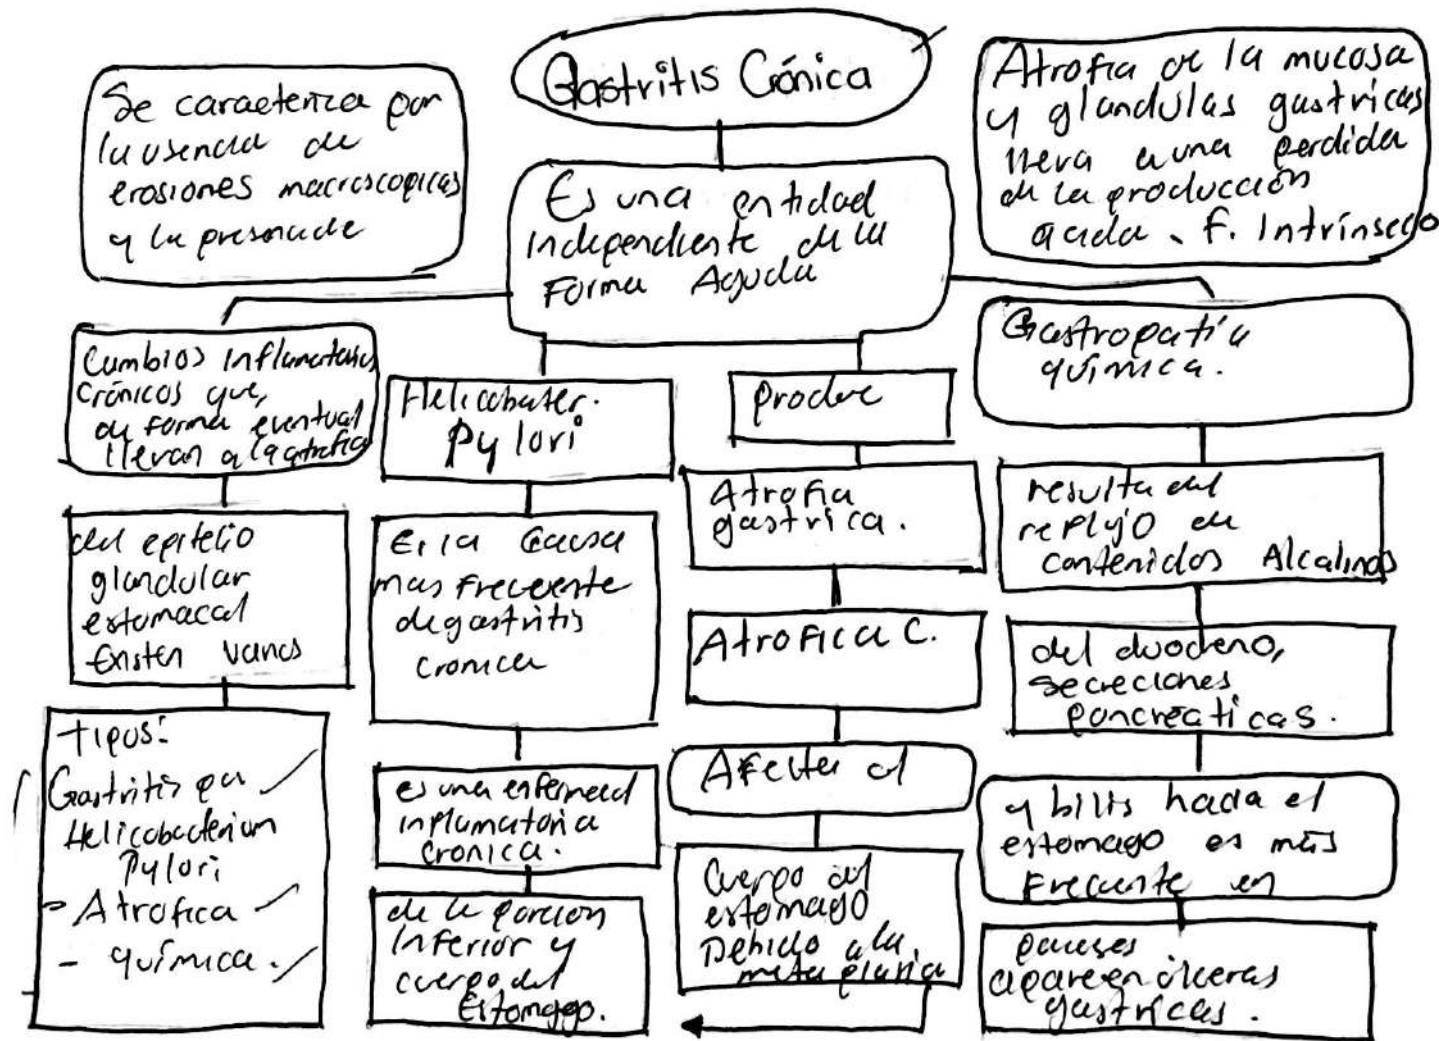 Gastritis Crónica
Se caracteriza por
la usencia de
erosiones macroscopicas
y la presencia de
Es una entidad
independiente de la
Forma Aguda
Atrofia de la mucosa
y glandulas gastricas
lleva a una perdida
de la producción
acida. F. Intrínseco
Cambios inflamatorios
Crónicos que,
de forma eventual
llevan a la atrofia
del epitelio
glandular
estomacal
Existen varios
tipos:
Gastritis por
Helicobacterium
Pylori
- Atrofica
- química.
Helicobater.
Pylori
Es la causa
mas frecuente
de gastritis
cronica
es una enfermedad
inflamatoria
cronica.
de la porcion
Inferior y
cuerpo del
Estomago.
produce
Atrofia
gastrica.
Atrofica C.
Afecta el
Cuerpo del
estomago
Debido a la
metaplasia
Gastropatia
química.
resulta del
reflujo de
contenidos Alcalinos
del duodeno,
secreciones
pancreaticas.
y bilis hacia el
estomago es más
Frecuente en
aparecen úlceras
gastricas.